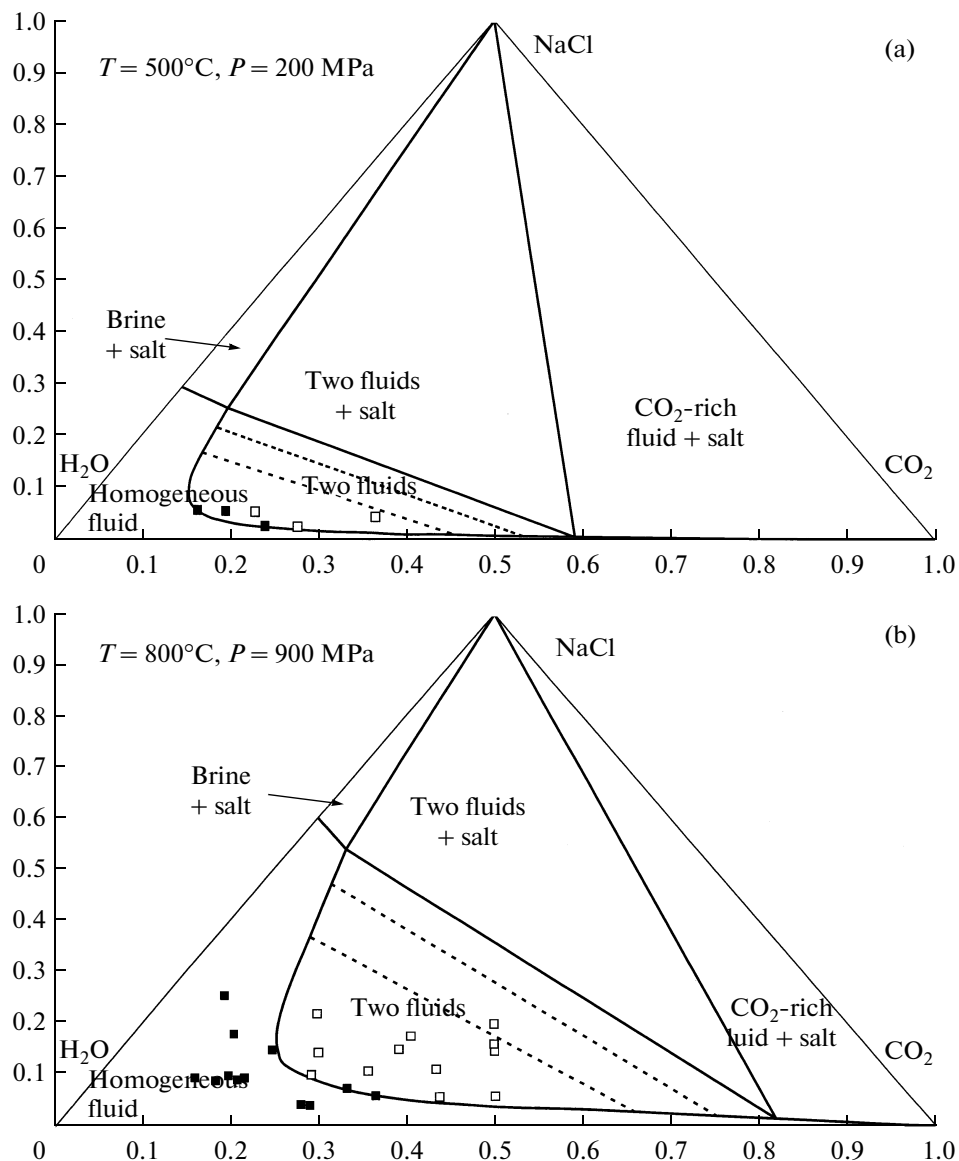 1.0
NaCl
(a)
T = 500°C, P = 200 MPa
0.9
0.8
0.7
0.6
0.5
0.4
Brine
+ salt
0.3
Two fluids
+ salt
CO2-rich
fluid + salt
0.2
H2O
CO2
0.1
Two fluids
Homogeneous
fluid
0 0.1 0.2 0.3 0.4 0.5 0.6 0.7 0.8 0.9 1.0
1.0
NaCl
(b)
T = 800°C, P = 900 MPa
0.9
0.8
0.7
Brine
+ salt
Two fluids
+ salt
0.6
0.5
0.4
0.3
Two fluids
CO2-rich
luid + salt
0.2
H2O
CO2
0.1
Homogeneous
fluid
0 0.1 0.2 0.3 0.4 0.5 0.6 0.7 0.8 0.9 1.0